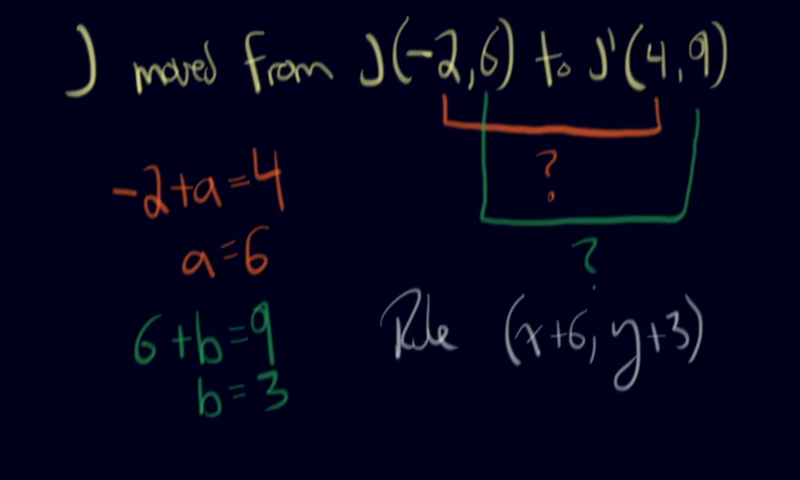 J moved from J(-2,6) to J'(4,9)
?
-2+a=4
a=6
?
6+b=9
b=3
Rule (x+6, y+3)